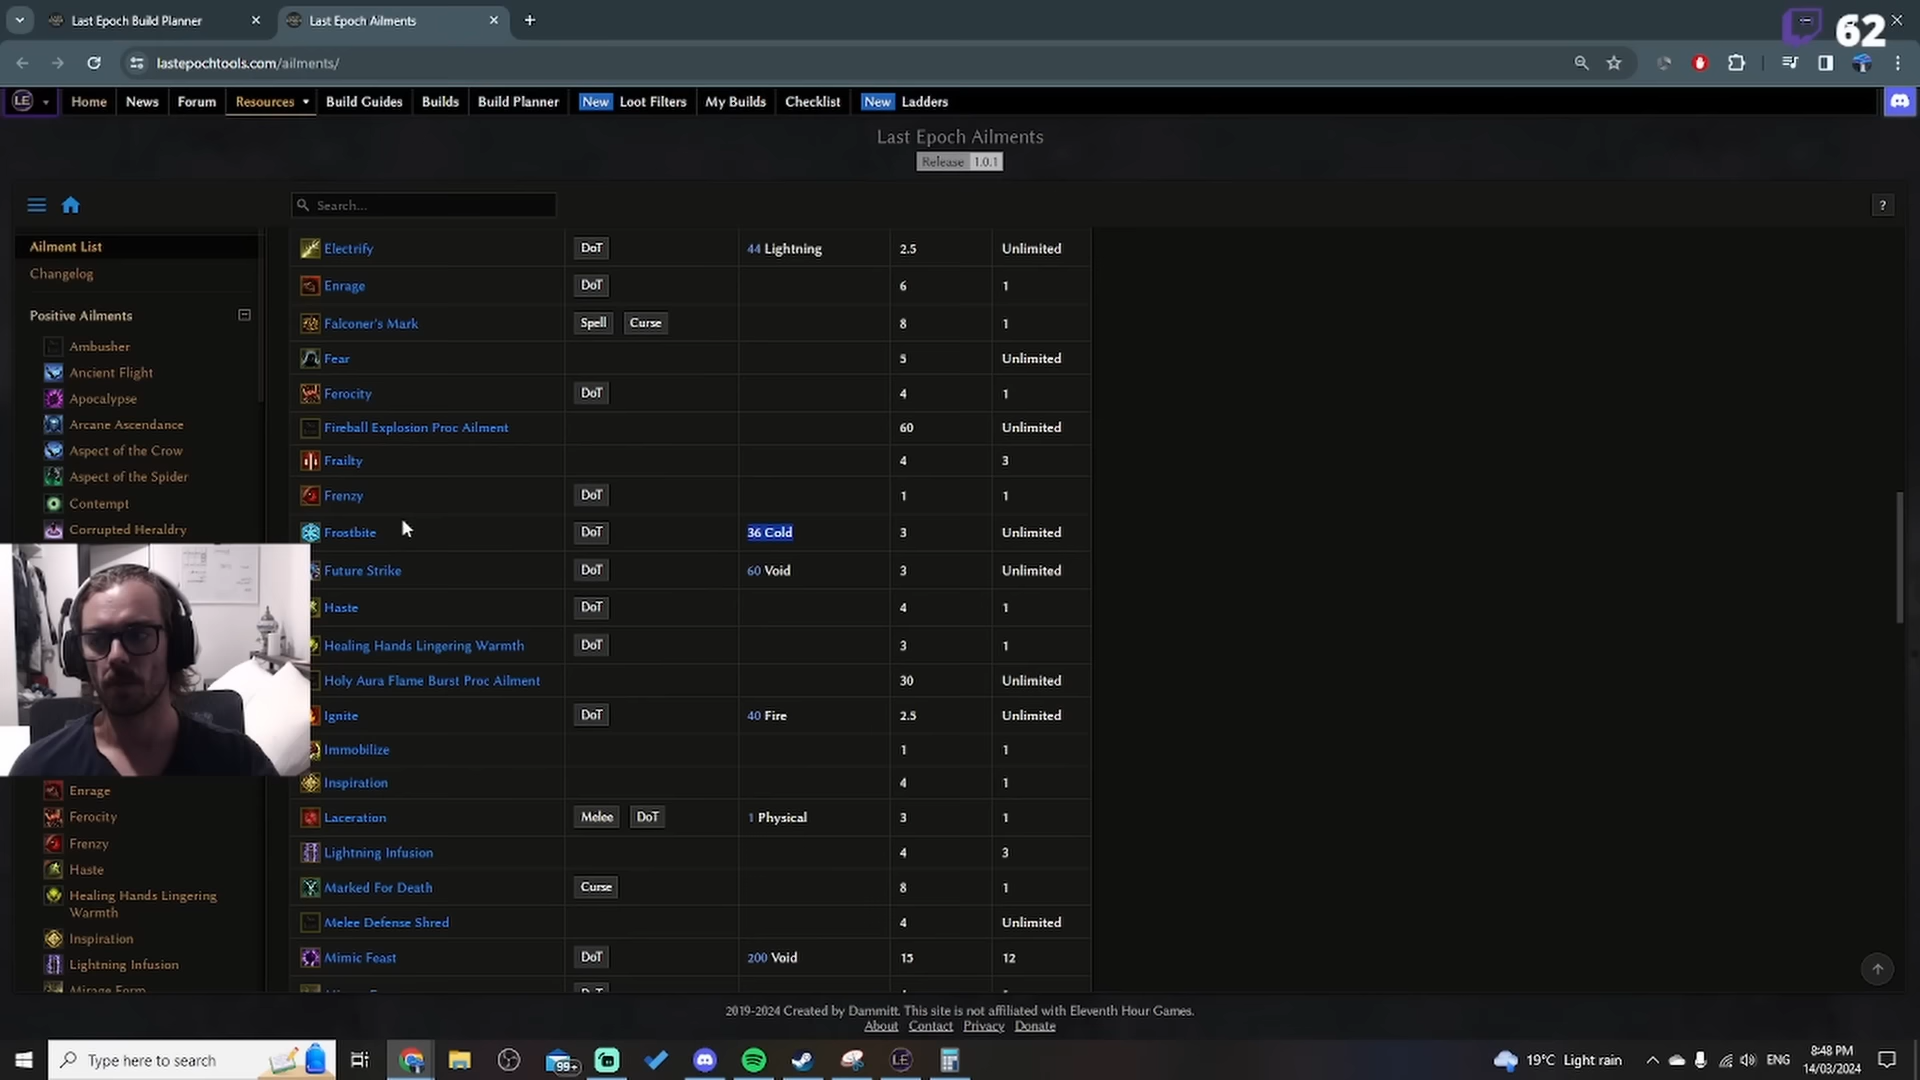 Last Epoch Build Planner
Last Epoch Ailments
62
lastepochtools.com/ailments/
LE
Home
News
Forum
Resources
Build Guides
Builds
Build Planner
New Loot Filters
My Builds
Checklist
New Ladders
Last Epoch Ailments
Release 1.0.1
Search...
?
Ailment List
Changelog
Positive Ailments
Ambusher
Ancient Flight
Apocalypse
Arcane Ascendance
Aspect of the Crow
Aspect of the Spider
Contempt
Corrupted Heraldry
Enrage
Ferocity
Frenzy
Haste
Healing Hands Lingering
Warmth
Inspiration
Lightning Infusion
Mirage Form
Electrify DoT 44 Lightning 2.5 Unlimited
Enrage DoT 6 1
Falconer's Mark Spell Curse 8 1
Fear 5 Unlimited
Ferocity DoT 4 1
Fireball Explosion Proc Ailment 60 Unlimited
Frailty 4 3
Frenzy DoT 1 1
Frostbite DoT 36 Cold 3 Unlimited
Future Strike DoT 60 Void 3 Unlimited
Haste DoT 4 1
Healing Hands Lingering Warmth DoT 3 1
Holy Aura Flame Burst Proc Ailment 30 Unlimited
Ignite DoT 40 Fire 2.5 Unlimited
Immobilize 1 1
Inspiration 4 1
Laceration Melee DoT 1 Physical 3 1
Lightning Infusion 4 3
Marked For Death Curse 8 1
Melee Defense Shred 4 Unlimited
Mimic Feast DoT 200 Void 15 12
DoT
2019-2024 Created by Dammitt. This site is not affiliated with Eleventh Hour Games.
About Contact Privacy Donate
Type here to search
99+
LE
19°C Light rain
ENG
8:48 PM
14/03/2024